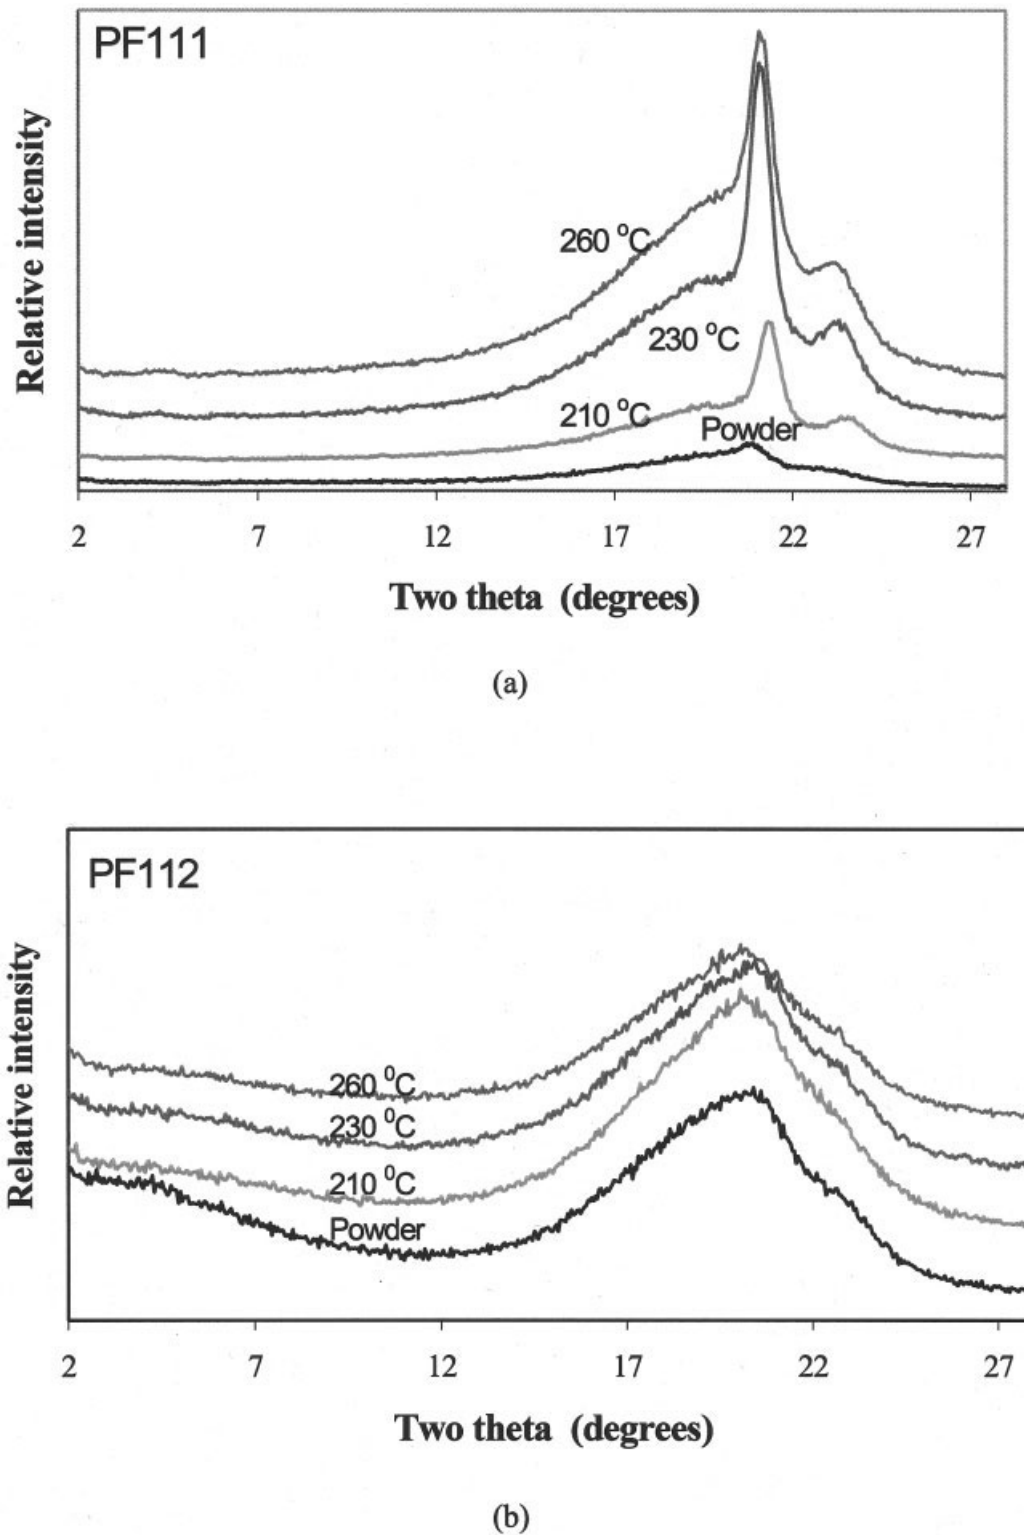 PF111
Relative intensity
260 °C
230 °C
210 °C
Powder
2 7 12 17 22 27
Two theta (degrees)
(a)
PF112
Relative intensity
260 °C
230 °C
210 °C
Powder
2 7 12 17 22 27
Two theta (degrees)
(b)